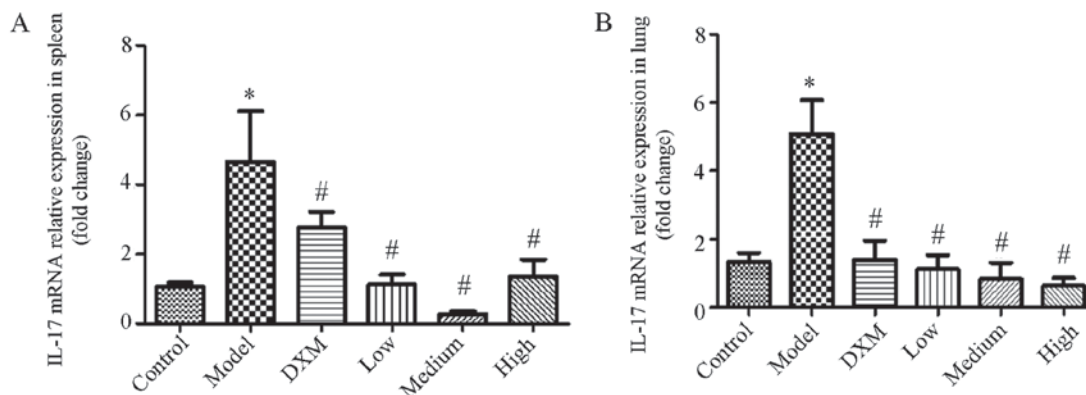 A
IL-17 mRNA relative expression in spleen
(fold change)
8
6
4
2
0
*
#
#
#
#
Control
Model
DXM
Low
Medium
High
B
IL-17 mRNA relative expression in lung
(fold change)
8
6
4
2
0
*
#
#
#
#
Control
Model
DXM
Low
Medium
High